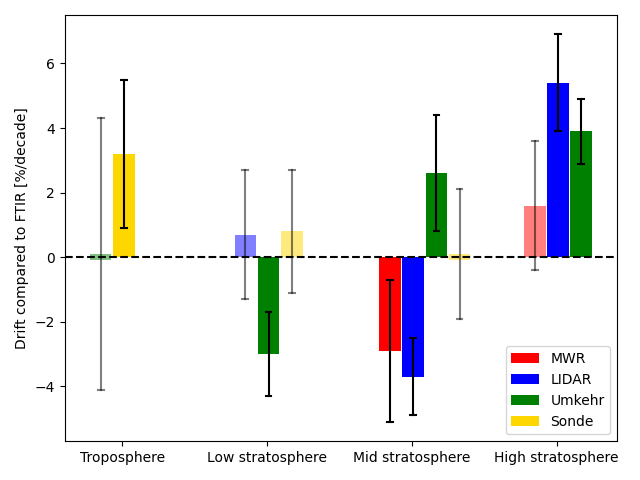 Drift compared to FTIR [%/decade]
6
4
2
0
−2
−4
Troposphere Low stratosphere Mid stratosphere High stratosphere
MWR
LIDAR
Umkehr
Sonde